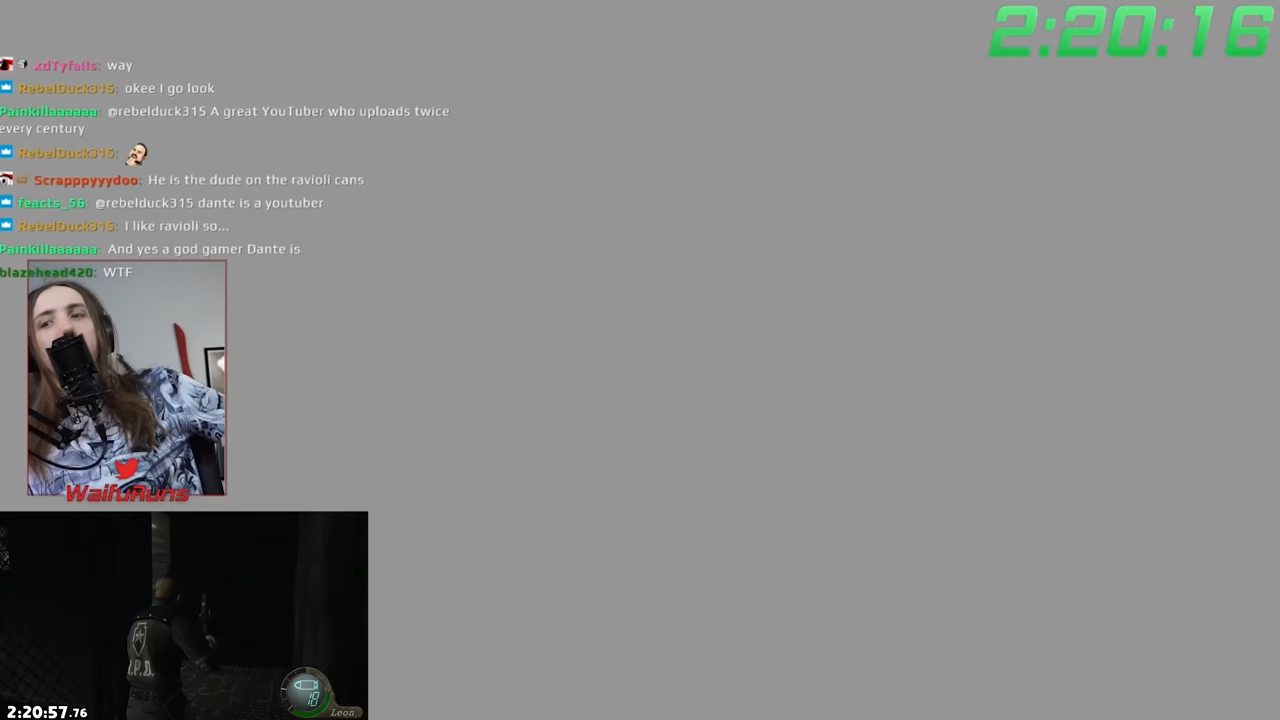 2:20:16
xdTyfalls: way
RebelDuck315: okee I go look
Painkillaaaaaa: @rebelduck315 A great YouTuber who uploads twice
every century
RebelDuck315:
Scrapppyyydoo: He is the dude on the ravioli cans
feacts_56: @rebelduck315 dante is a youtuber
RebelDuck315: I like ravioli so...
Painkillaaaaaa: And yes a god gamer Dante is
blazehead420: WTF
WaifuRuns
.P.D.
18
Leon
2:20:57.76